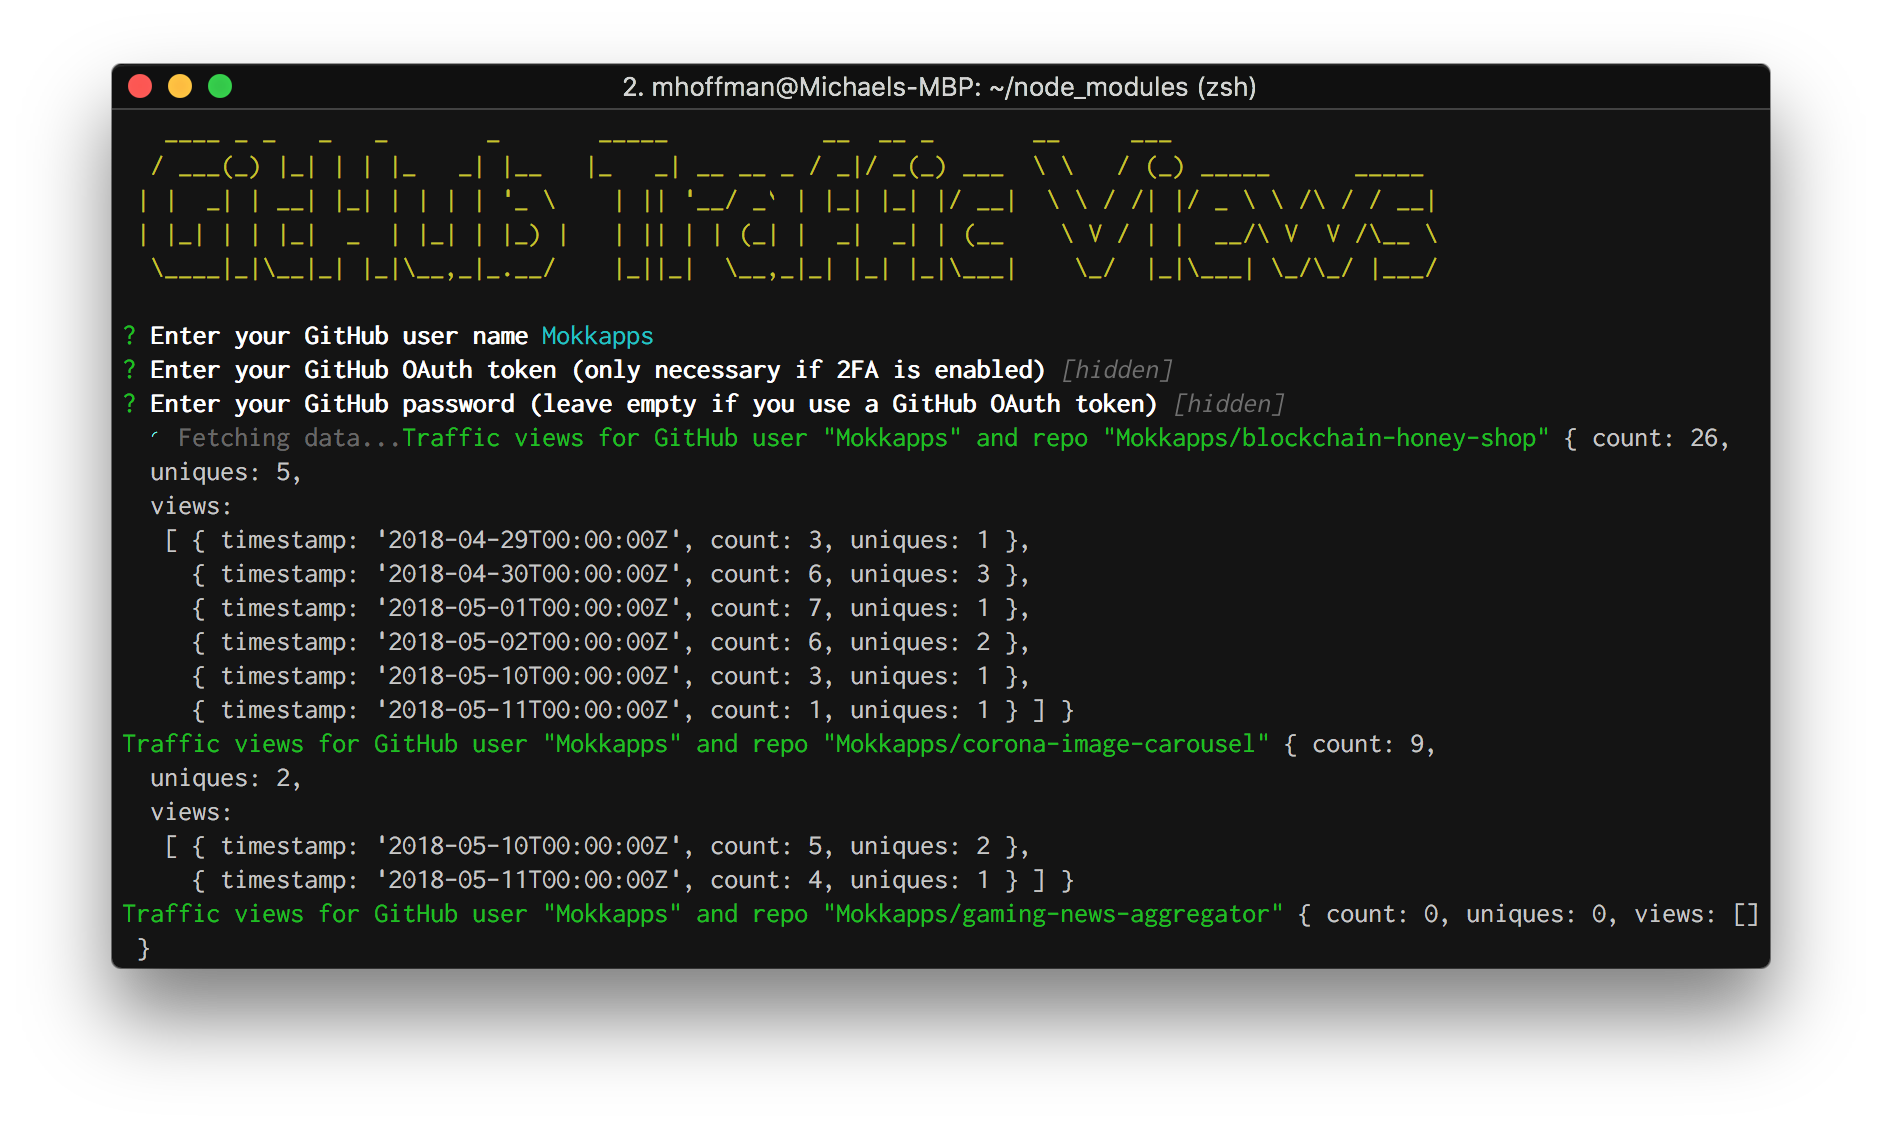 2. mhoffman@Michaels-MBP: ~/node_modules (zsh)
GitHub Traffic Views
? Enter your GitHub user name Mokkapps
? Enter your GitHub OAuth token (only necessary if 2FA is enabled) [hidden]
? Enter your GitHub password (leave empty if you use a GitHub OAuth token) [hidden]
Fetching data...Traffic views for GitHub user "Mokkapps" and repo "Mokkapps/blockchain-honey-shop" { count: 26,
uniques: 5,
views:
[ { timestamp: '2018-04-29T00:00:00Z', count: 3, uniques: 1 },
{ timestamp: '2018-04-30T00:00:00Z', count: 6, uniques: 3 },
{ timestamp: '2018-05-01T00:00:00Z', count: 7, uniques: 1 },
{ timestamp: '2018-05-02T00:00:00Z', count: 6, uniques: 2 },
{ timestamp: '2018-05-10T00:00:00Z', count: 3, uniques: 1 },
{ timestamp: '2018-05-11T00:00:00Z', count: 1, uniques: 1 } ] }
Traffic views for GitHub user "Mokkapps" and repo "Mokkapps/corona-image-carousel" { count: 9,
uniques: 2,
views:
[ { timestamp: '2018-05-10T00:00:00Z', count: 5, uniques: 2 },
{ timestamp: '2018-05-11T00:00:00Z', count: 4, uniques: 1 } ] }
Traffic views for GitHub user "Mokkapps" and repo "Mokkapps/gaming-news-aggregator" { count: 0, uniques: 0, views: []
}